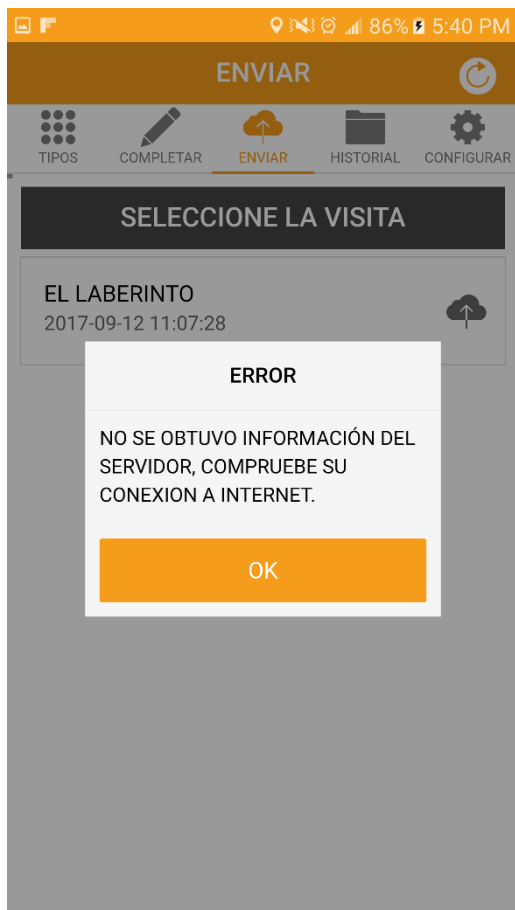 86% 5:40 PM
ENVIAR
TIPOS COMPLETAR ENVIAR HISTORIAL CONFIGURAR
SELECCIONE LA VISITA
EL LABERINTO
2017-09-12 11:07:28
ERROR
NO SE OBTUVO INFORMACIÓN DEL
SERVIDOR, COMPRUEBE SU
CONEXION A INTERNET.
OK